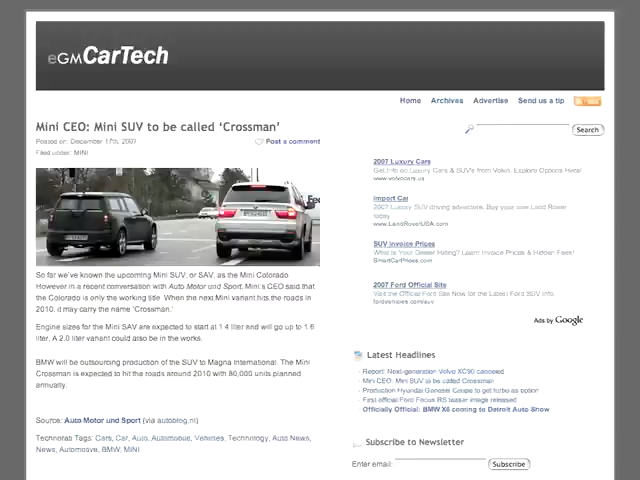 eGMCarTech
Home Archives Advertise Send us a tip
Mini CEO: Mini SUV to be called ‘Crossman’
Posted on: December 17th, 2007 Post a comment
Filed under: MINI
Search
2007 Luxury Cars
Get Info on Luxury Cars & SUV's from Volvo. Explore Options Here!
www.volvocars.us
Import Car
2007 Luxury SUV driving adventure. Buy your own Land Rover
today
www.LandRoverUSA.com
SUV Invoice Prices
What is Your Dealer Hiding? Learn Invoice Prices & Hidden Fees!
SmartCarPrices.com
2007 Ford Official Site
Visit the Official Ford Site Now for the Latest Ford SUV Info.
fordvehicles.com/suv
Ads by Google
So far we've known the upcoming Mini SUV, or SAV, as the Mini Colorado
However in a recent conversation with Auto Motor und Sport, Mini's CEO said that
the Colorado is only the working title. When the next Mini variant hits the roads in
2010, it may carry the name 'Crossman.'
Engine sizes for the Mini SAV are expected to start at 1.4 liter and will go up to 1.6
liter, A 2.0 liter variant could also be in the works.
BMW will be outsourcing production of the SUV to Magna International. The Mini
Crossman is expected to hit the roads around 2010 with 80,000 units planned
annually.
Source: Auto Motor und Sport (via autoblog.nl)
Technorati Tags: Cars, Car, Auto, Automobile, Vehicles, Technology, Auto News,
News, Automotive, BMW, MINI
Latest Headlines
Report: Next-generation Volvo XC90 canceled
Mini CEO: Mini SUV to be called Crossman
Production Hyundai Genesis Coupe to get turbo as option
First official Ford Focus RS teaser image released
Officially Official: BMW X6 coming to Detroit Auto Show
Subscribe to Newsletter
Enter email: Subscribe